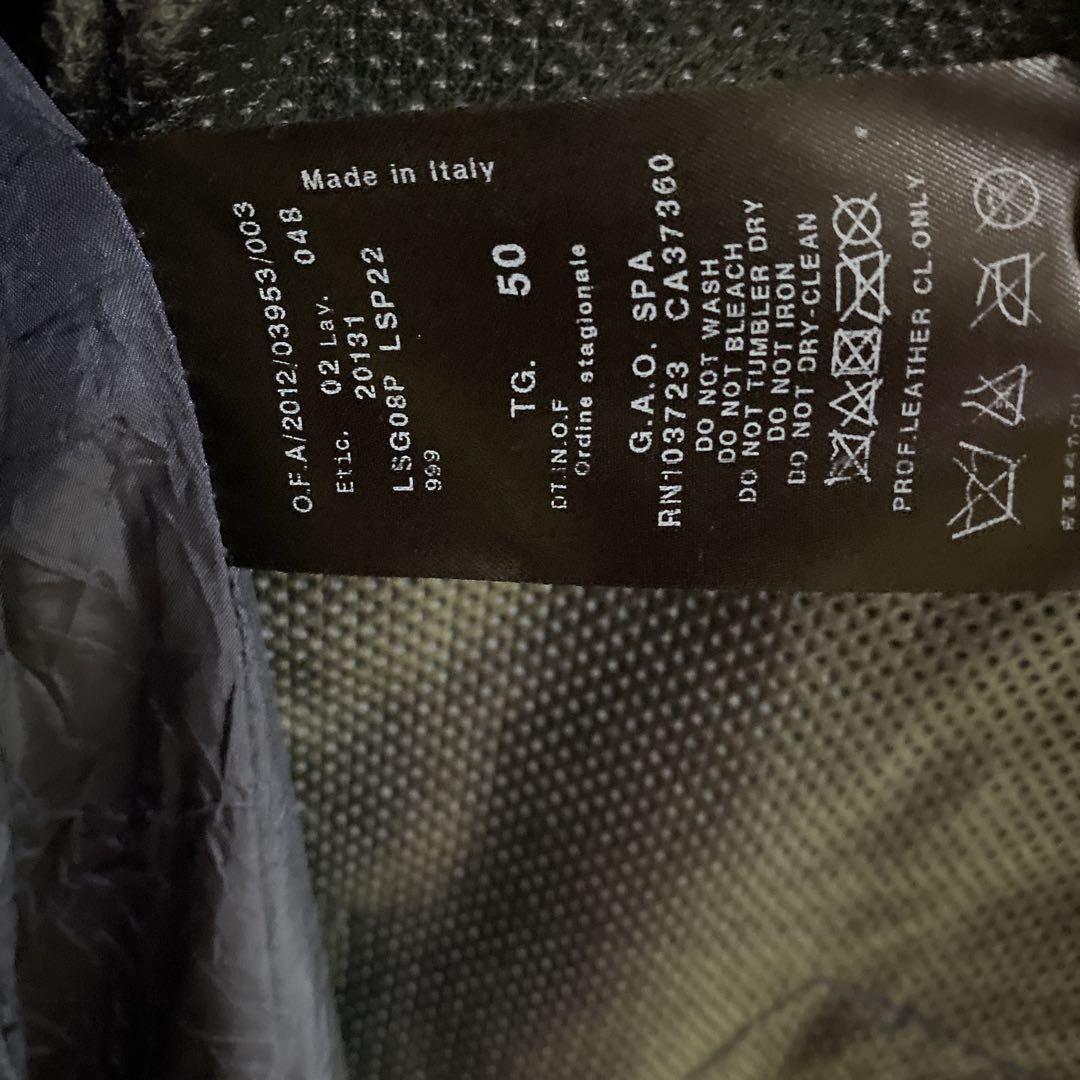 Made in Italy
O.F.A/2012/03953/003
Etic. 02 Lav. 048
20131
LSG08P LSP22
999
TG. 50
DT.IN.O.F
Ordine stagionale
G.A.O. SPA
RN103723 CA37360
DO NOT WASH
DO NOT BLEACH
DO NOT TUMBLER DRY
DO NOT IRON
DO NOT DRY-CLEAN
PROF.LEATHER CL.ONLY